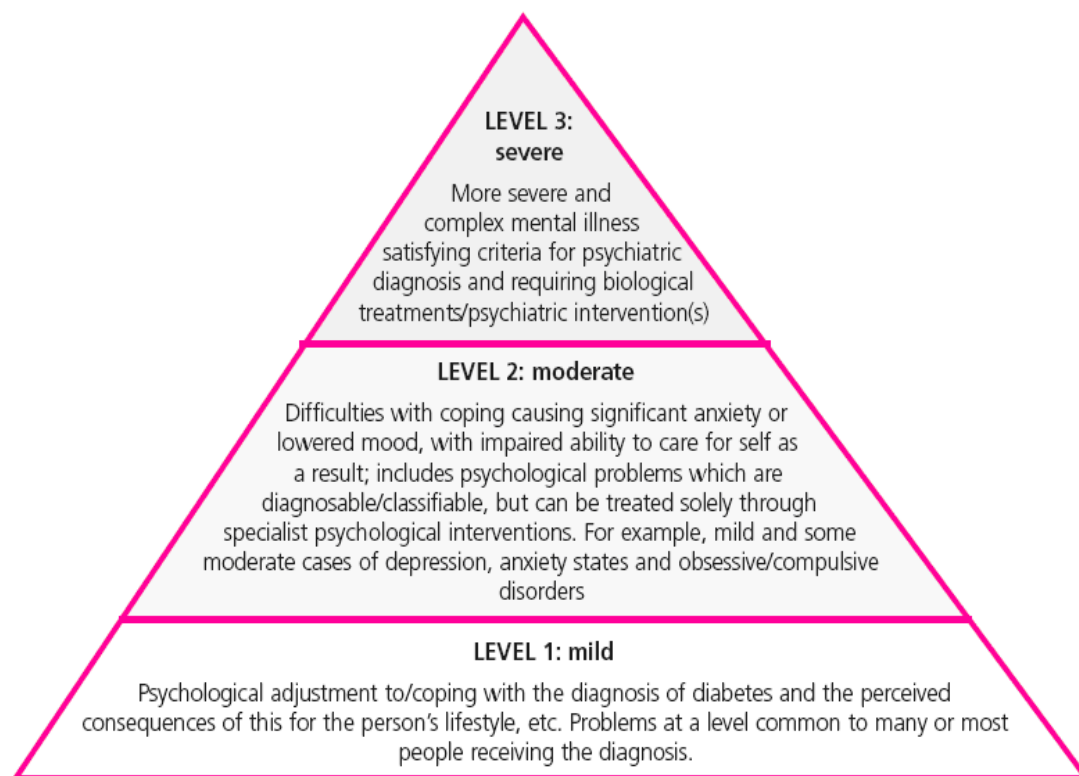 LEVEL 3:
severe
More severe and
complex mental illness
satisfying criteria for psychiatric
diagnosis and requiring biological
treatments/psychiatric intervention(s)
LEVEL 2: moderate
Difficulties with coping causing significant anxiety or
lowered mood, with impaired ability to care for self as
a result; includes psychological problems which are
diagnosable/classifiable, but can be treated solely through
specialist psychological interventions. For example, mild and some
moderate cases of depression, anxiety states and obsessive/compulsive
disorders
LEVEL 1: mild
Psychological adjustment to/coping with the diagnosis of diabetes and the perceived
consequences of this for the person's lifestyle, etc. Problems at a level common to many or most
people receiving the diagnosis.